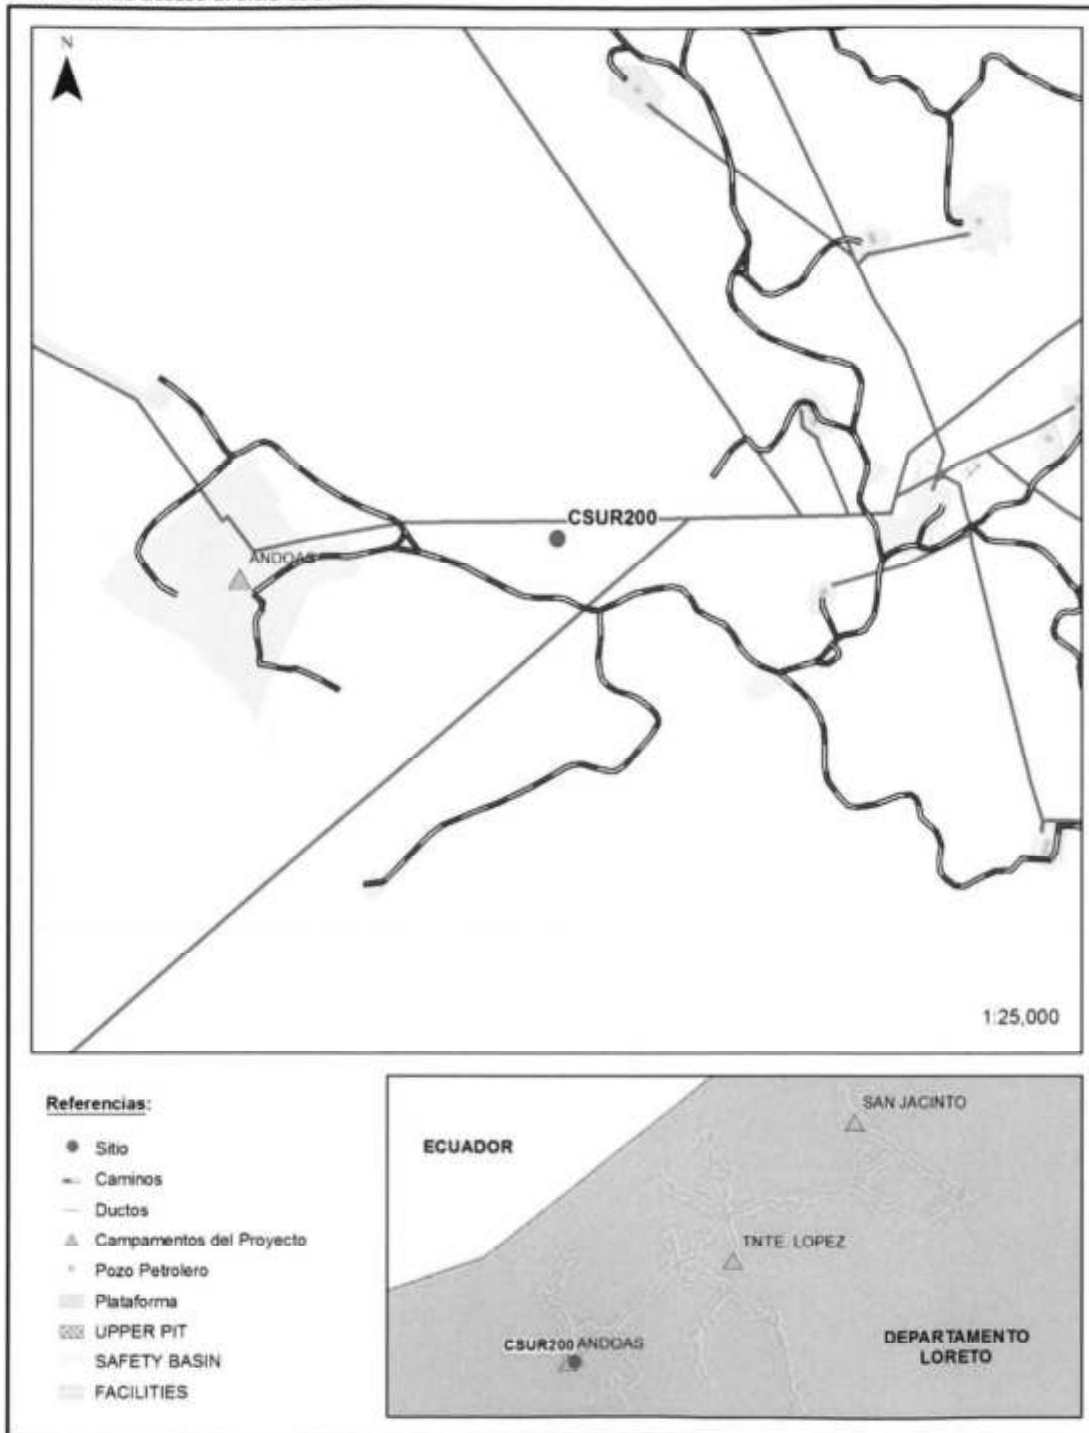 N
CSUR200
ANDOAS
1:25,000
Referencias:
Sitio
Caminos
Ductos
Campamentos del Proyecto
Pozo Petrolero
Plataforma
UPPER PIT
SAFETY BASIN
FACILITIES
ECUADOR
SAN JACINTO
TNTE. LOPEZ
CSUR200 ANDOAS
DEPARTAMENTO
LORETO